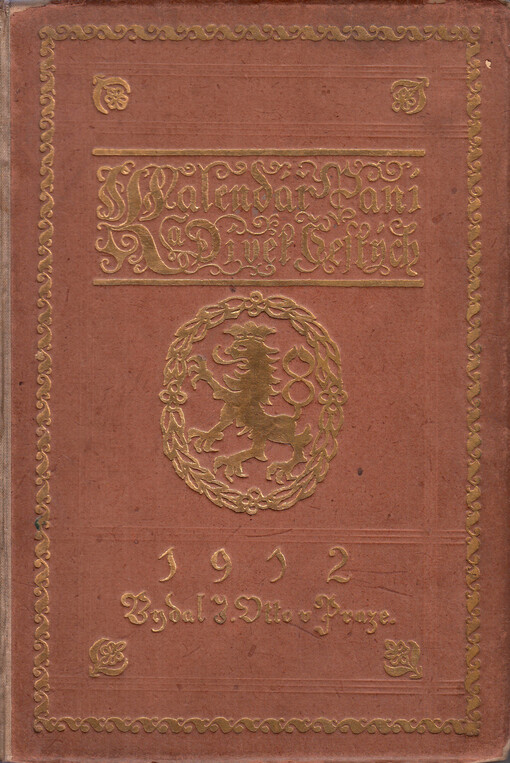 Kalendář Paní
a Dívek Českých
1912
Vydal J. Otto v Praze.